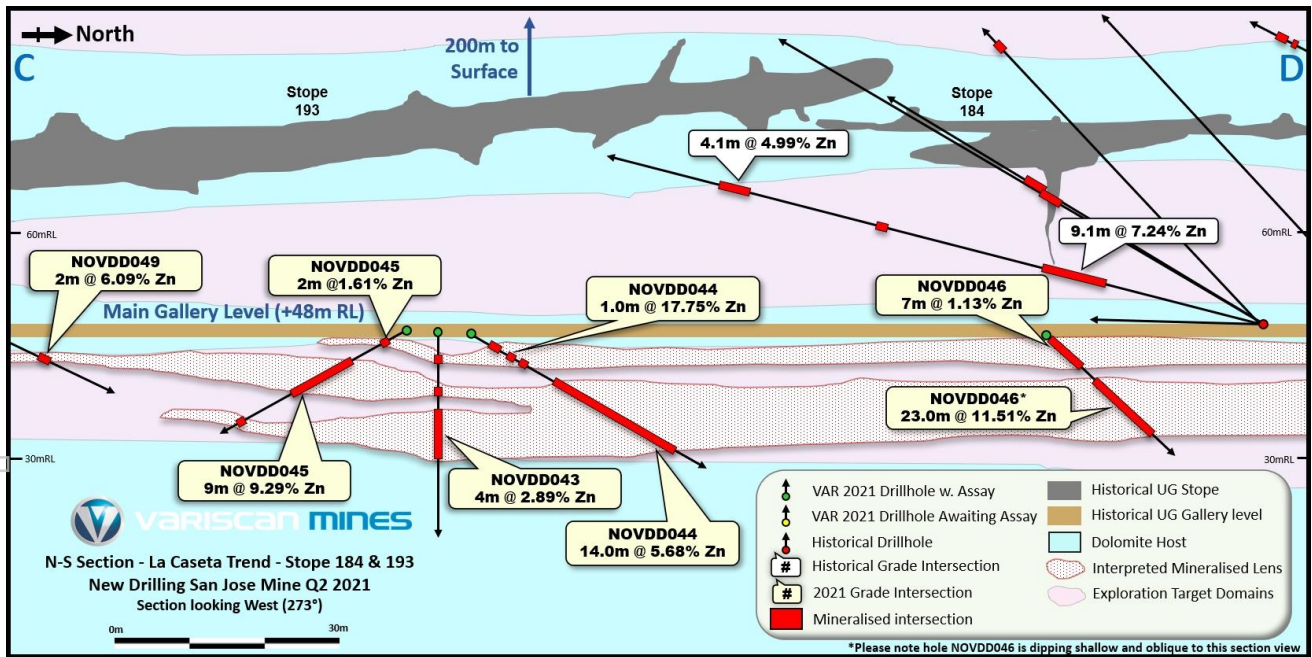 North
C
D
200m to
Surface
Stope
193
Stope
184
4.1m @ 4.99% Zn
9.1m @ 7.24% Zn
60mRL
60mRL
NOVDD049
2m @ 6.09% Zn
NOVDD045
2m @1.61% Zn
NOVDD044
1.0m @ 17.75% Zn
NOVDD046
7m @ 1.13% Zn
Main Gallery Level (+48m RL)
NOVDD046*
23.0m @ 11.51% Zn
30mRL
30mRL
NOVDD045
9m @ 9.29% Zn
NOVDD043
4m @ 2.89% Zn
NOVDD044
14.0m @ 5.68% Zn
VARISCAN MINES
N-S Section - La Caseta Trend - Stope 184 & 193
New Drilling San Jose Mine Q2 2021
Section looking West (273°)
0m
30m
VAR 2021 Drillhole w. Assay
VAR 2021 Drillhole Awaiting Assay
Historical Drillhole
# Historical Grade Intersection
# 2021 Grade Intersection
Mineralised intersection
Historical UG Stope
Historical UG Gallery level
Dolomite Host
Interpreted Mineralised Lens
Exploration Target Domains
*Please note hole NOVDD046 is dipping shallow and oblique to this section view